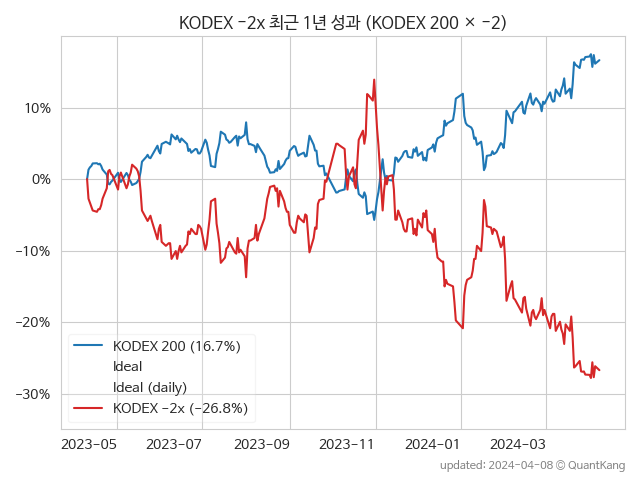 KODEX -2x 최근 1년 성과 (KODEX 200 × -2)
10%
0%
-10%
-20%
-30%
KODEX 200 (16.7%)
Ideal
Ideal (daily)
KODEX -2x (-26.8%)
2023-05 2023-07 2023-09 2023-11 2024-01 2024-03
updated: 2024-04-08 © QuantKang